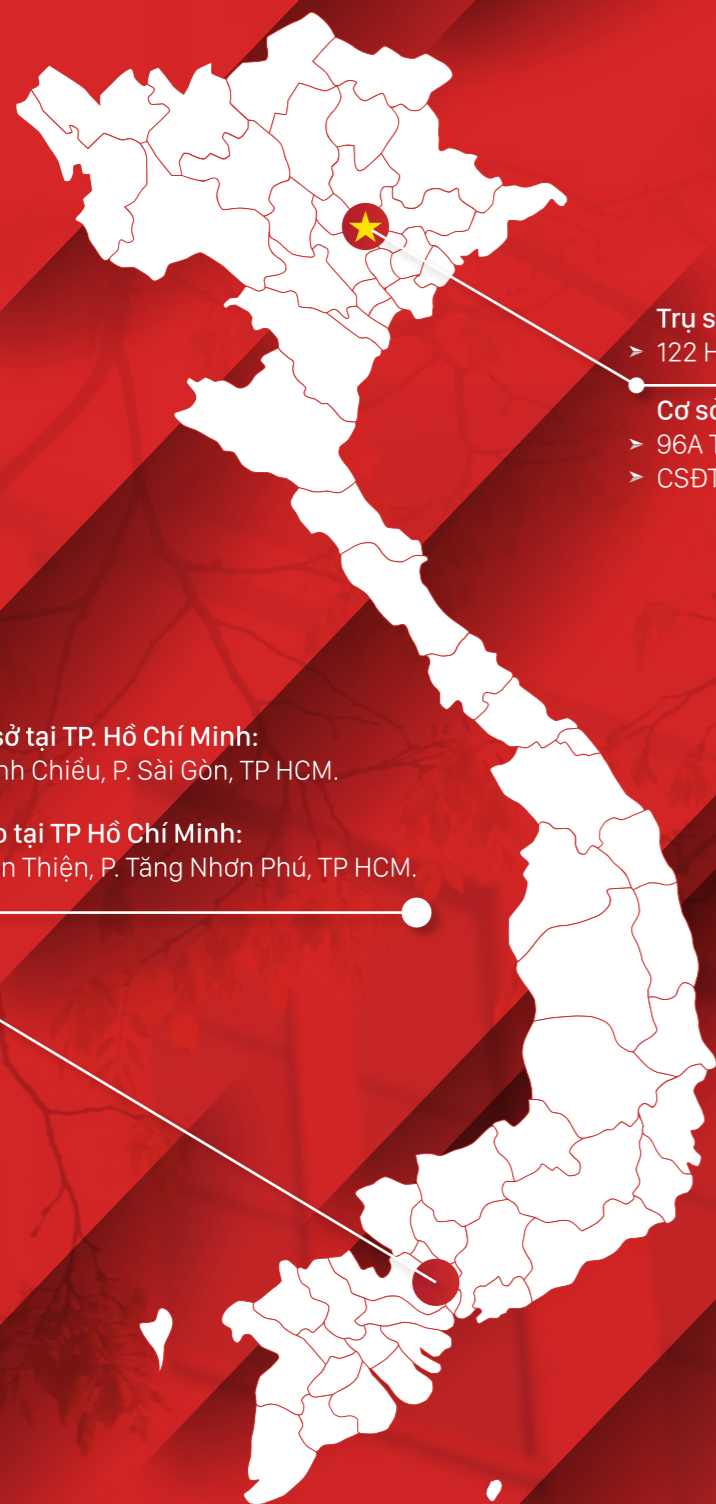 Trụ s
122 H
Cơ sở
96A T
CSĐT
sở tại TP. Hồ Chí Minh:
nh Chiểu, P. Sài Gòn, TP HCM.
o tại TP Hồ Chí Minh:
n Thiện, P. Tăng Nhơn Phú, TP HCM.